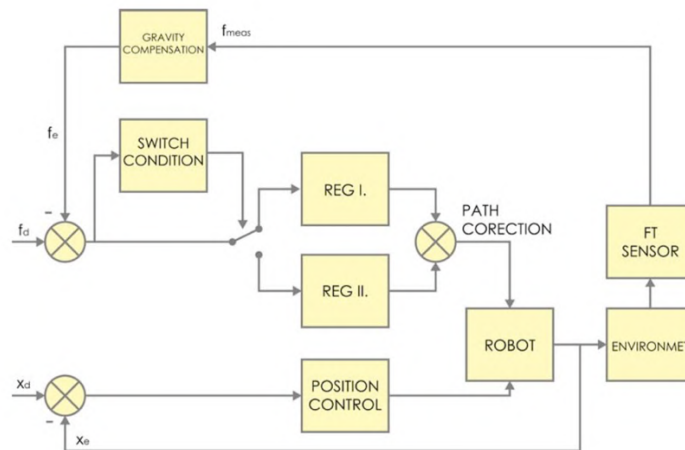 GRAVITY
COMPENSATION
fmeas
fe
SWITCH
CONDITION
REG I.
–
fd
PATH
CORECTION
FT
SENSOR
REG II.
ROBOT
ENVIRONMET
xd
POSITION
CONTROL
–
xe